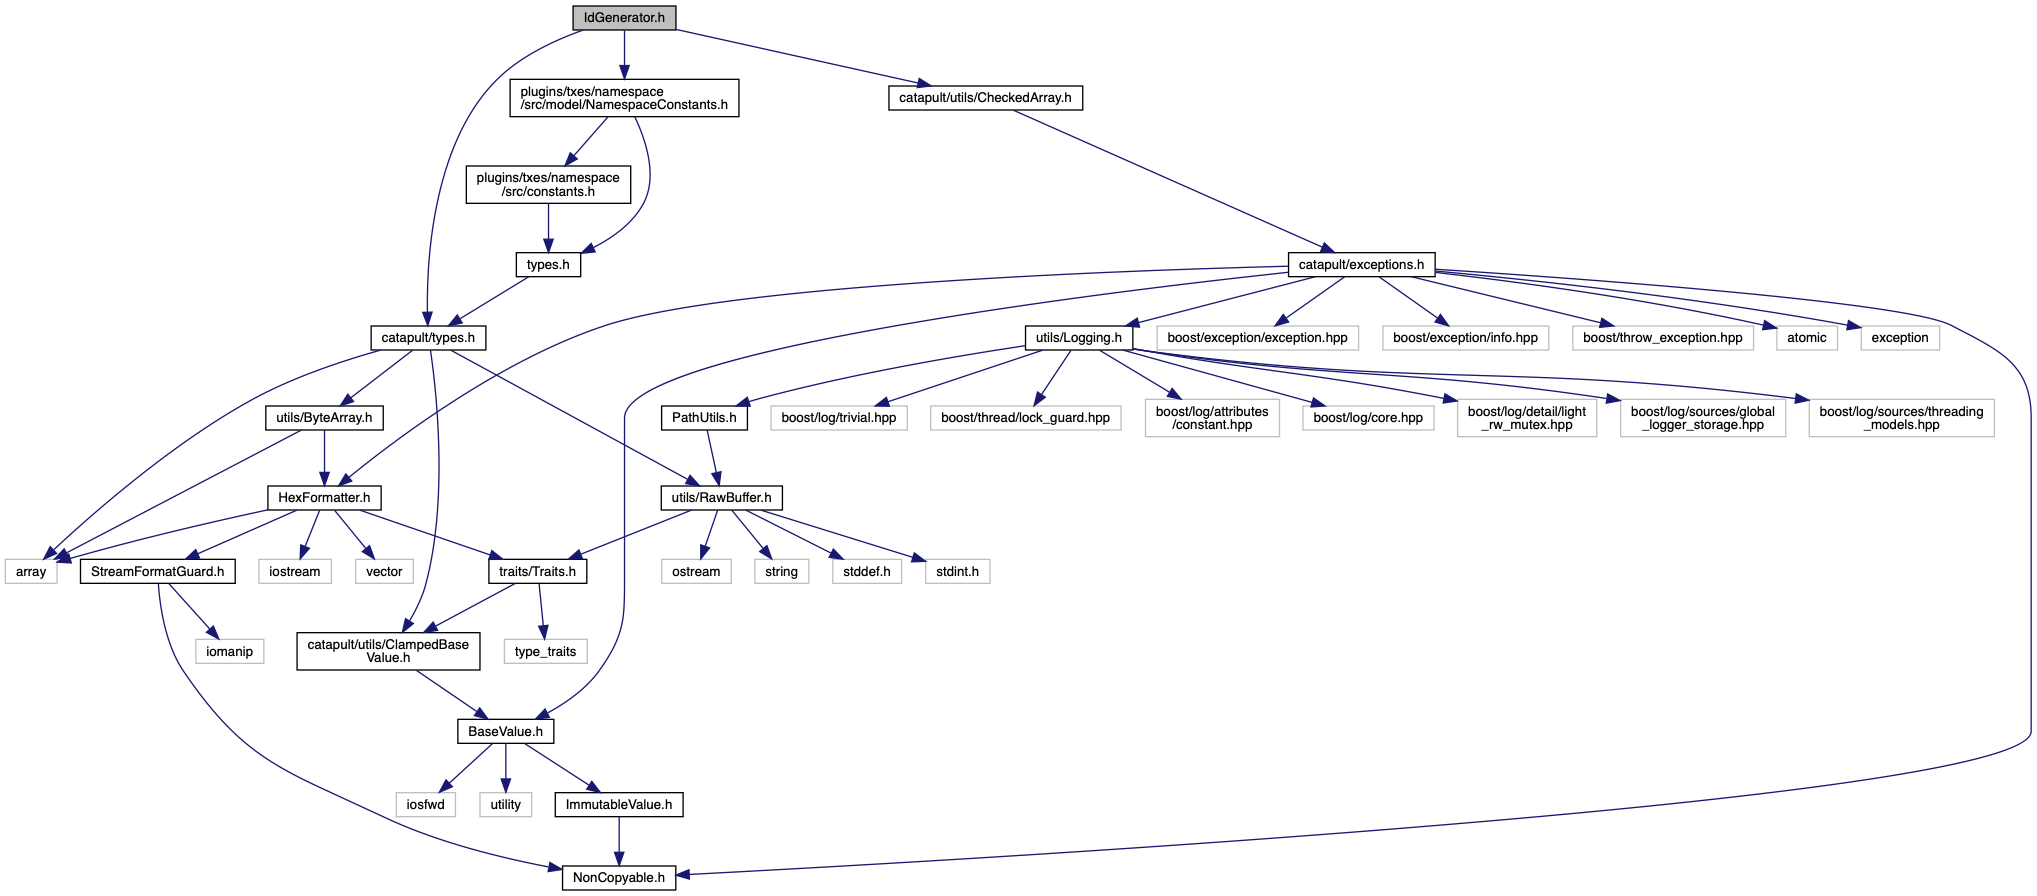 IdGenerator.h
plugins/txes/namespace
/src/model/NamespaceConstants.h
catapult/utils/CheckedArray.h
plugins/txes/namespace
/src/constants.h
types.h
catapult/exceptions.h
catapult/types.h
utils/Logging.h
boost/exception/exception.hpp
boost/exception/info.hpp
boost/throw_exception.hpp
atomic
exception
utils/ByteArray.h
PathUtils.h
boost/log/trivial.hpp
boost/thread/lock_guard.hpp
boost/log/attributes
/constant.hpp
boost/log/core.hpp
boost/log/detail/light
_rw_mutex.hpp
boost/log/sources/global
_logger_storage.hpp
boost/log/sources/threading
_models.hpp
HexFormatter.h
utils/RawBuffer.h
array
StreamFormatGuard.h
iostream
vector
traits/Traits.h
ostream
string
stddef.h
stdint.h
iomanip
catapult/utils/ClampedBase
Value.h
type_traits
BaseValue.h
iosfwd
utility
ImmutableValue.h
NonCopyable.h